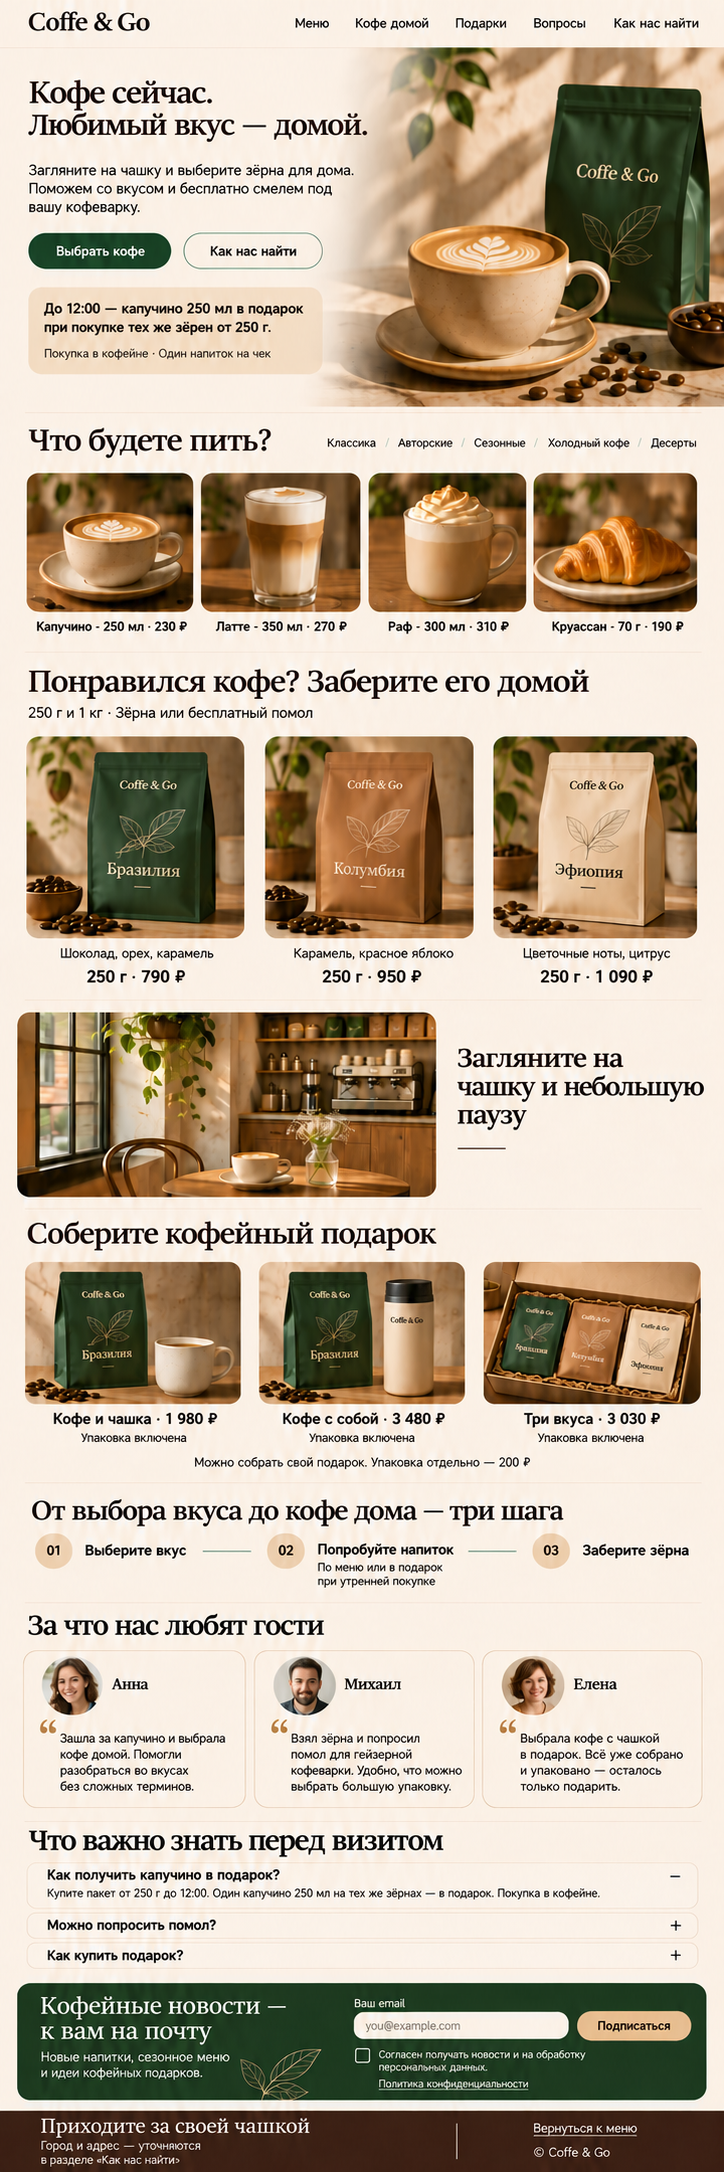 Coffe & Go
Меню
Кофе домой
Подарки
Вопросы
Как нас найти
Кофе сейчас.
Любимый вкус — домой.
Загляните на чашку и выберите зёрна для дома.
Поможем со вкусом и бесплатно смелем под
вашу кофеварку.
Выбрать кофе
Как нас найти
До 12:00 — капучино 250 мл в подарок
при покупке тех же зёрен от 250 г.
Покупка в кофейне · Один напиток на чек
Coffe & Go
Что будете пить?
Классика / Авторские / Сезонные / Холодный кофе / Десерты
Капучино - 250 мл · 230 ₽
Латте - 350 мл · 270 ₽
Раф - 300 мл · 310 ₽
Круассан - 70 г · 190 ₽
Понравился кофе? Заберите его домой
250 г и 1 кг · Зёрна или бесплатный помол
Coffe & Go
Бразилия
Coffe & Go
Колумбия
Coffe & Go
Эфиопия
Шоколад, орех, карамель
250 г · 790 ₽
Карамель, красное яблоко
250 г · 950 ₽
Цветочные ноты, цитрус
250 г · 1 090 ₽
Загляните на
чашку и небольшую
паузу
Соберите кофейный подарок
Coffe & Go
Бразилия
Coffe & Go
Бразилия
Coffe & Go
Coffe & Go
Бразилия
Coffe & Go
Колумбия
Coffe & Go
Эфиопия
Кофе и чашка · 1 980 ₽
Упаковка включена
Кофе с собой · 3 480 ₽
Упаковка включена
Три вкуса · 3 030 ₽
Упаковка включена
Можно собрать свой подарок. Упаковка отдельно — 200 ₽
От выбора вкуса до кофе дома — три шага
01
Выберите вкус
02
Попробуйте напиток
По меню или в подарок
при утренней покупке
03
Заберите зёрна
За что нас любят гости
Анна
“
Зашла за капучино и выбрала
кофе домой. Помогли
разобраться во вкусах
без сложных терминов.
Михаил
“
Взял зёрна и попросил
помол для гейзерной
кофеварки. Удобно, что можно
выбрать большую упаковку.
Елена
“
Выбрала кофе с чашкой
в подарок. Всё уже собрано
и упаковано — осталось
только подарить.
Что важно знать перед визитом
Как получить капучино в подарок? −
Купите пакет от 250 г до 12:00. Один капучино 250 мл на тех же зёрнах — в подарок. Покупка в кофейне.
Можно попросить помол? +
Как купить подарок? +
Кофейные новости —
к вам на почту
Новые напитки, сезонное меню
и идеи кофейных подарков.
Ваш email
you@example.com
Подписаться
Согласен получать новости и на обработку
персональных данных.
Политика конфиденциальности
Приходите за своей чашкой
Город и адрес — уточняются
в разделе «Как нас найти»
Вернуться к меню
© Coffe & Go